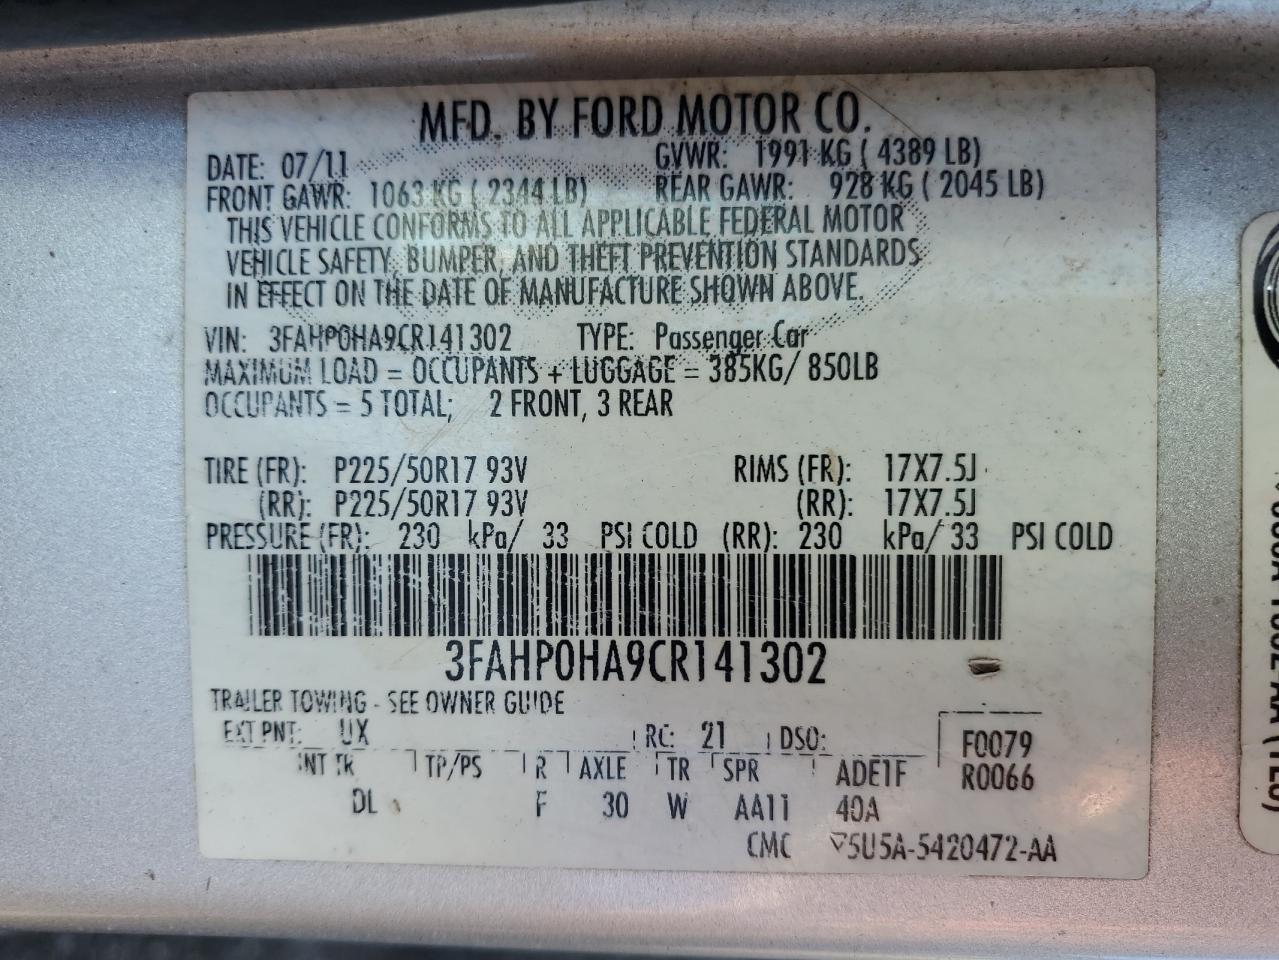 MFD. BY FORD MOTOR CO.
DATE: 07/11 GVWR: 1991 KG ( 4389 LB)
FRONT GAWR: 1063 KG ( 2344 LB) REAR GAWR: 928 KG ( 2045 LB)
THIS VEHICLE CONFORMS TO ALL APPLICABLE FEDERAL MOTOR
VEHICLE SAFETY, BUMPER, AND THEFT PREVENTION STANDARDS
IN EFFECT ON THE DATE OF MANUFACTURE SHOWN ABOVE.
VIN: 3FAHP0HA9CR141302 TYPE: Passenger Car
MAXIMUM LOAD = OCCUPANTS + LUGGAGE = 385KG/ 850LB
OCCUPANTS = 5 TOTAL; 2 FRONT, 3 REAR
TIRE (FR): P225/50R17 93V RIMS (FR): 17X7.5J
(RR): P225/50R17 93V (RR): 17X7.5J
PRESSURE (FR): 230 kPa/ 33 PSI COLD (RR): 230 kPa/ 33 PSI COLD
3FAHP0HA9CR141302
TRAILER TOWING - SEE OWNER GUIDE
EXT PNT: UX RC: 21 DSO: F0079
INT TR TP/PS R AXLE TR SPR ADE1F R0066
DL F 30 W AA11 40A
CMC 5U5A-5420472-AA